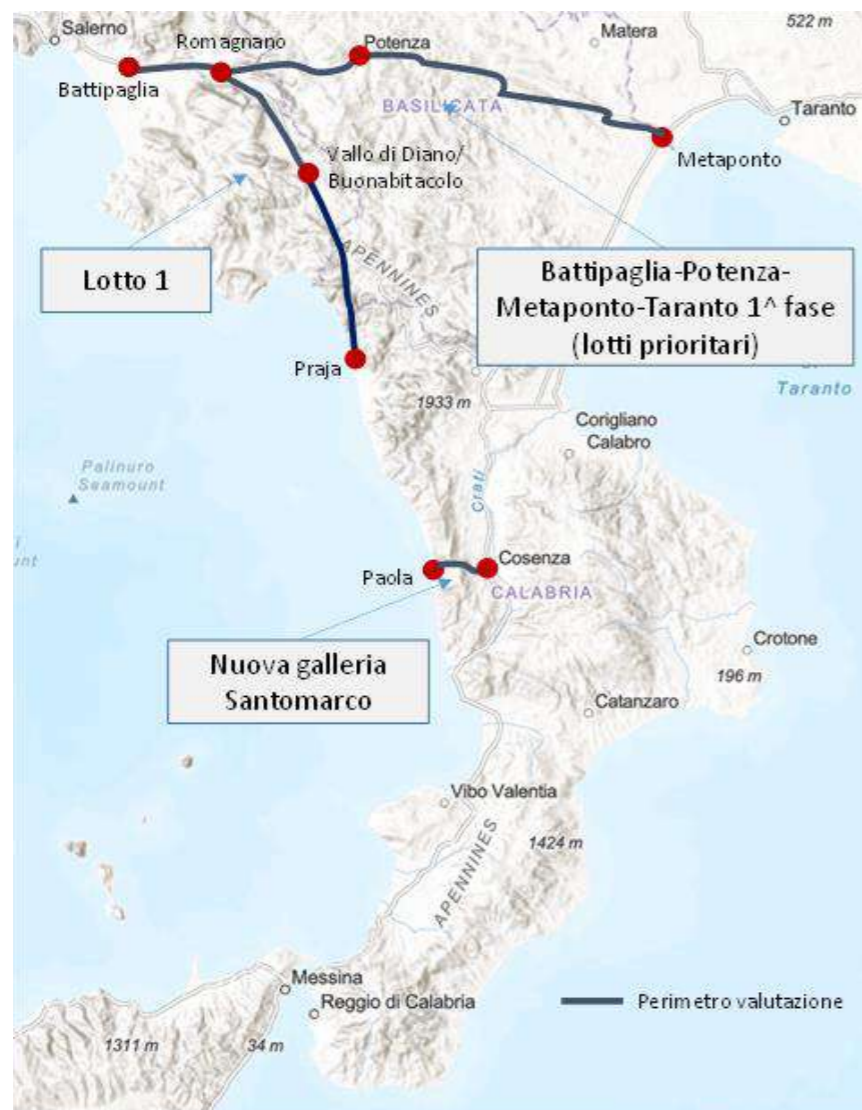 Salerno
Romagnano
Potenza
Matera
522 m
Battipaglia
BASILICATA
Taranto
Metaponto
Vallo di Diano/
Buonabitacolo
Lotto 1
APENNINES
Battipaglia-Potenza-
Metaponto-Taranto 1^ fase
(lotti prioritari)
Praja
1933 m
Taranto
Corigliano
Calabro
Palinuro
Seamount
Crati
Paola
Cosenza
CALABRIA
Nuova galleria
Santomarco
Crotone
196 m
Catanzaro
Vibo Valentia
APENNINES
1424 m
Messina
Reggio di Calabria
Perimetro valutazione
1311 m
34 m